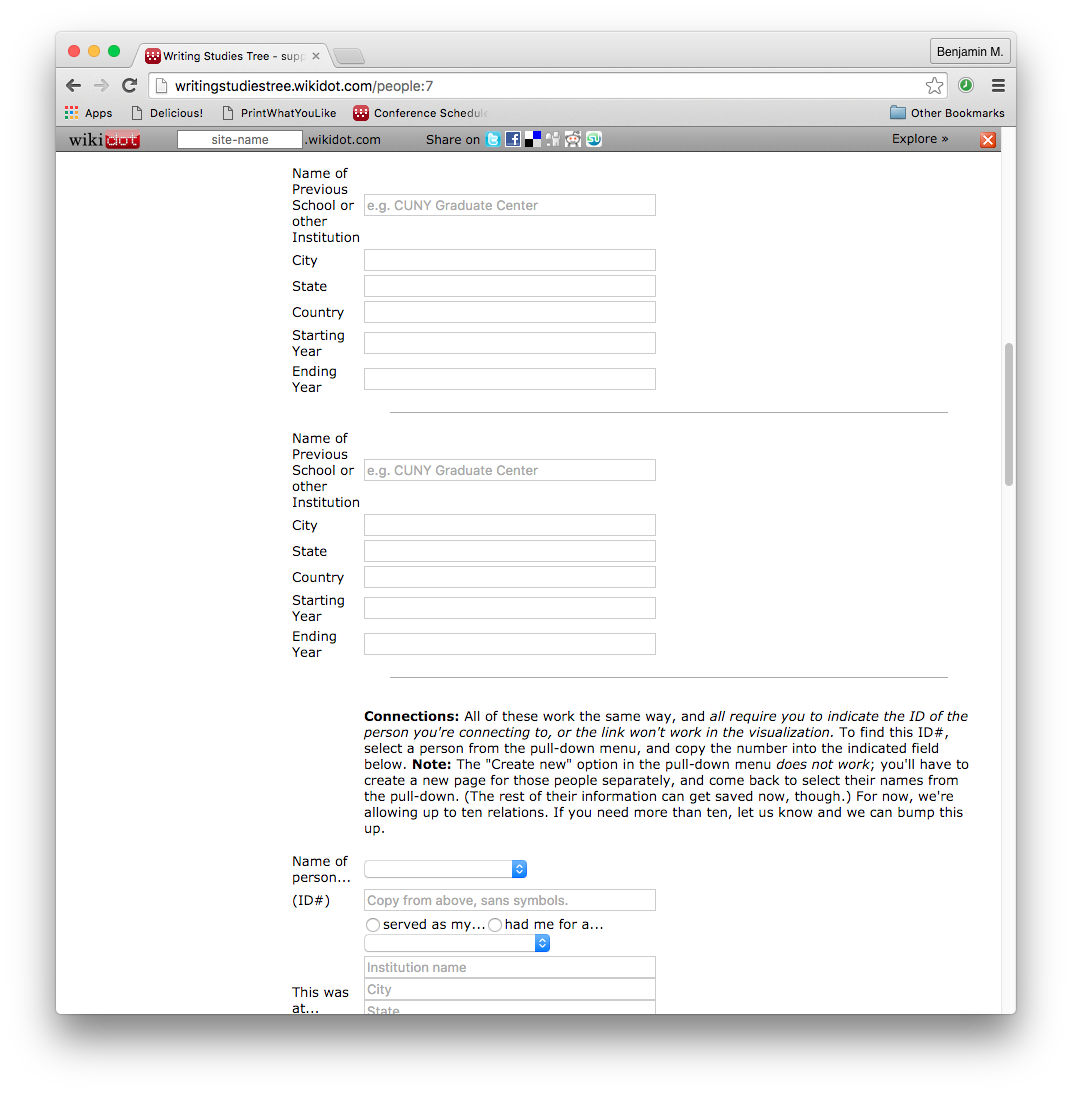 Writing Studies Tree - supp
Benjamin M.
writingstudiestree.wikidot.com/people:7
Apps
Delicious!
PrintWhatYouLike
Conference Schedule
Other Bookmarks
wikidot
site-name
.wikidot.com
Share on
Explore »
Name of
Previous
School or
other
Institution
e.g. CUNY Graduate Center
City
State
Country
Starting
Year
Ending
Year
Name of
Previous
School or
other
Institution
e.g. CUNY Graduate Center
City
State
Country
Starting
Year
Ending
Year
Connections: All of these work the same way, and all require you to indicate the ID of the
person you're connecting to, or the link won't work in the visualization. To find this ID#,
select a person from the pull-down menu, and copy the number into the indicated field
below. Note: The "Create new" option in the pull-down menu does not work; you'll have to
create a new page for those people separately, and come back to select their names from
the pull-down. (The rest of their information can get saved now, though.) For now, we're
allowing up to ten relations. If you need more than ten, let us know and we can bump this
up.
Name of
person...
(ID#)
Copy from above, sans symbols.
served as my...
had me for a...
This was
at...
Institution name
City
State